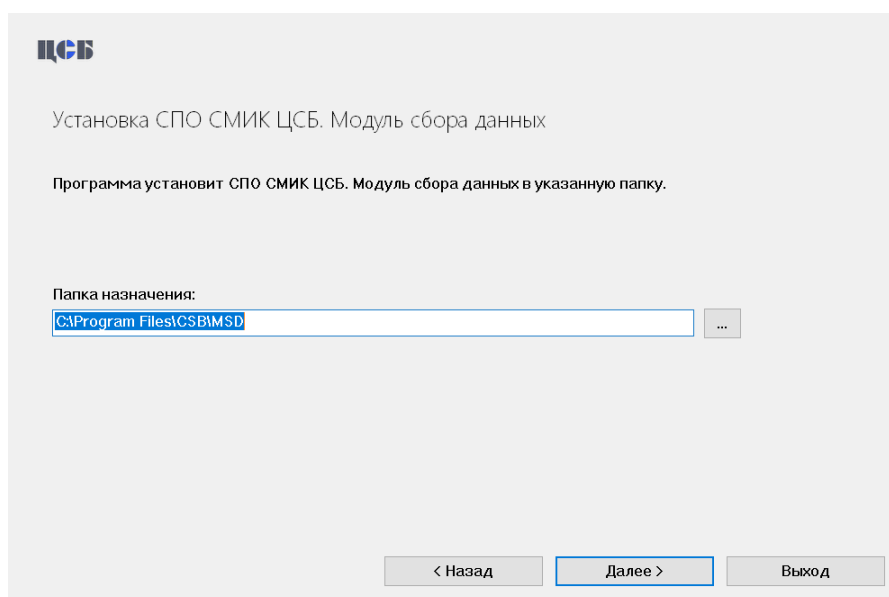 ЦСБ
Установка СПО СМИК ЦСБ. Модуль сбора данных
Программа установит СПО СМИК ЦСБ. Модуль сбора данных в указанную папку.
Папка назначения:
C:\Program Files\CSB\MSD
...
< Назад
Далее >
Выход